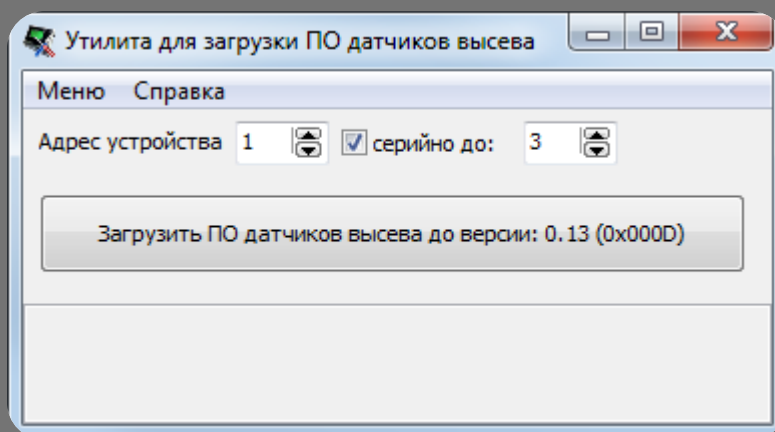 Утилита для загрузки ПО датчиков высева
Меню Справка
Адрес устройства 1 серийно до: 3
Загрузить ПО датчиков высева до версии: 0.13 (0x000D)